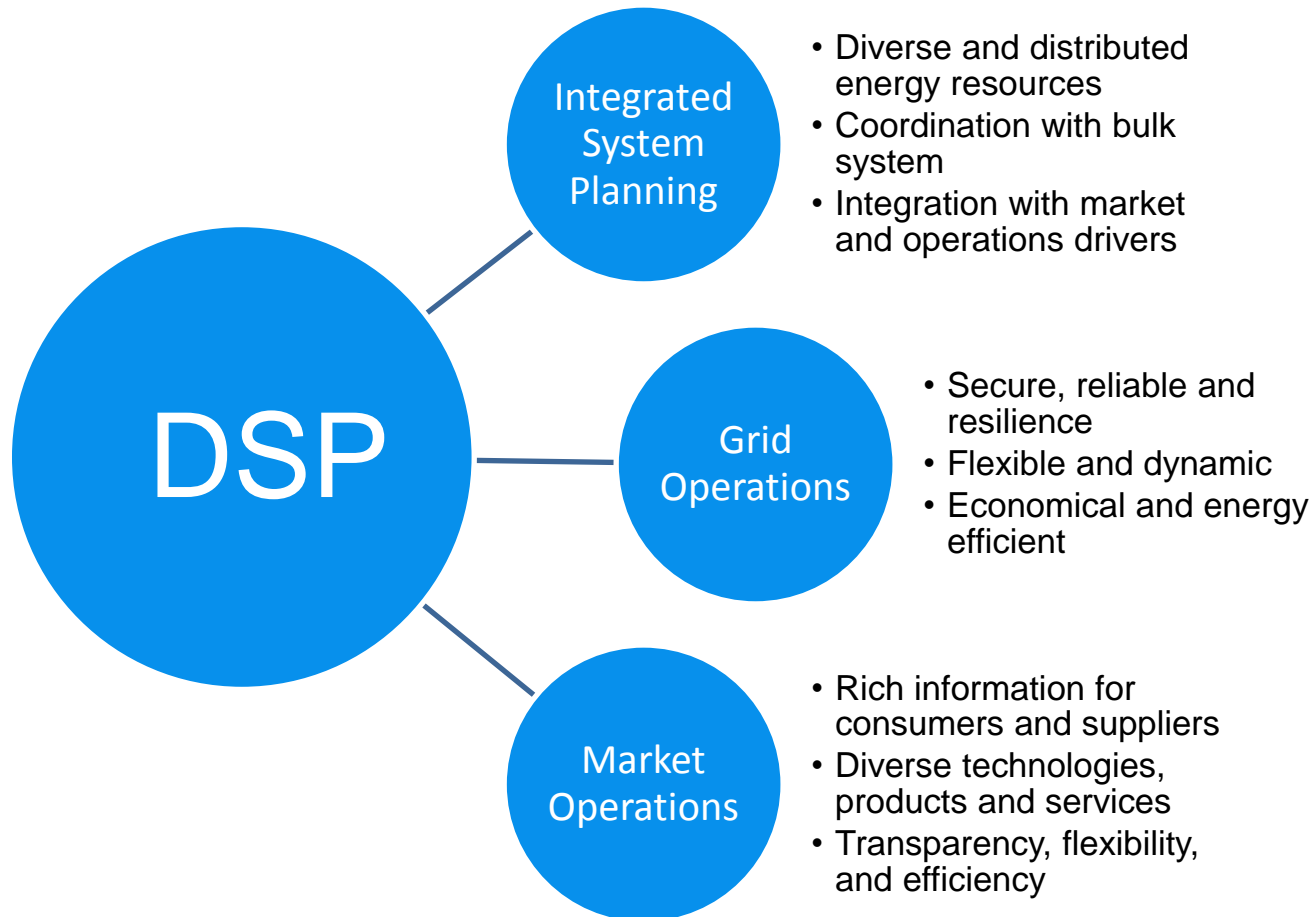 DSP
Integrated
System
Planning
• Diverse and distributed
energy resources
• Coordination with bulk
system
• Integration with market
and operations drivers
Grid
Operations
• Secure, reliable and
resilience
• Flexible and dynamic
• Economical and energy
efficient
Market
Operations
• Rich information for
consumers and suppliers
• Diverse technologies,
products and services
• Transparency, flexibility,
and efficiency